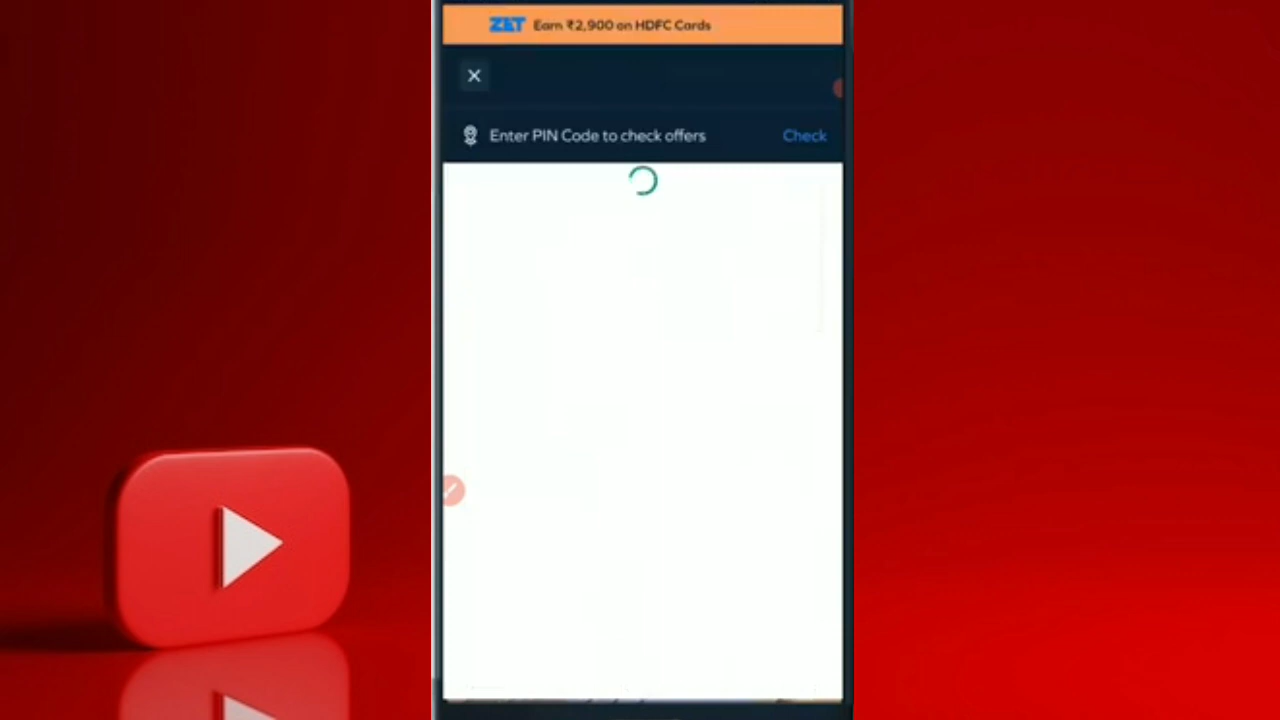 ZET Earn ₹2,900 on HDFC Cards
Enter PIN Code to check offers Check